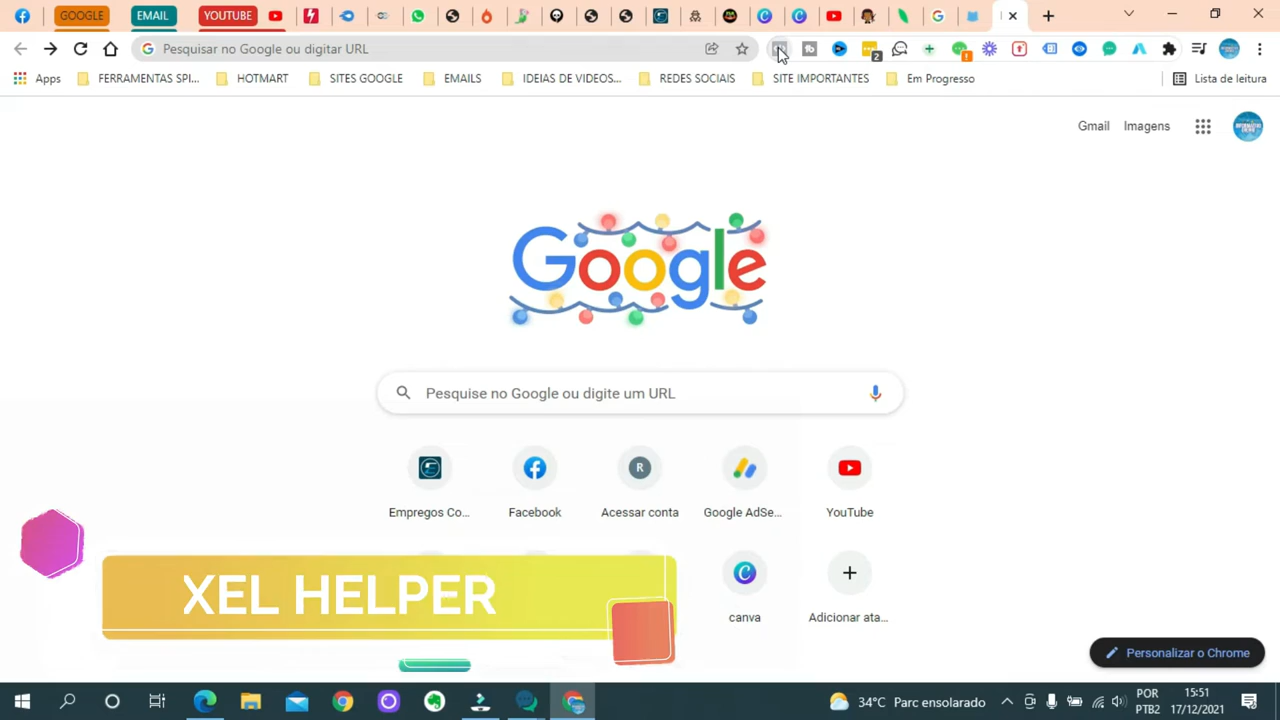 GOOGLE
EMAIL
YOUTUBE
Pesquisar no Google ou digitar URL
2
Apps
FERRAMENTAS SPI...
HOTMART
SITES GOOGLE
EMAILS
IDEIAS DE VIDEOS...
REDES SOCIAIS
SITE IMPORTANTES
Em Progresso
Lista de leitura
Gmail
Imagens
Google
Pesquise no Google ou digite um URL
R
Empregos Co...
Facebook
Acessar conta
Google AdSe...
YouTube
XEL HELPER
canva
Adicionar ata...
Personalizar o Chrome
34°C Parc ensolarado
POR
PTB2
15:51
17/12/2021